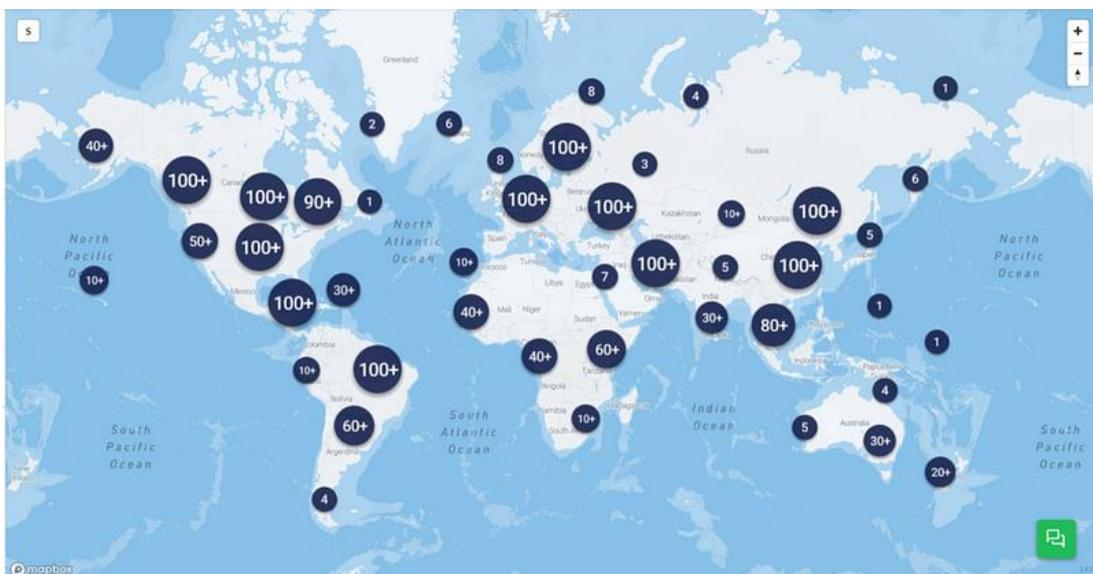 S
+
−
Greenland
8
4
1
2
6
40+
8
Norway
100+
3
Russia
100+
100+
90+
1
100+
100+
Kazakhstan
10+
Mongolia
100+
6
50+
100+
North
Atlantic
Ocean
Spain
Turkey
5
North
Pacific
10+
100+
30+
10+
Libya
7
100+
5
100+
North
Pacific
Ocean
Mexico
40+
Mali
Niger
Sudan
Yemen
India
30+
80+
1
1
10+
100+
40+
60+
Bolivia
Angola
4
South
Pacific
Ocean
60+
South
Atlantic
Ocean
10+
Indian
Ocean
5
Australia
30+
South
Pacific
Ocean
Argentina
4
20+
mapbox